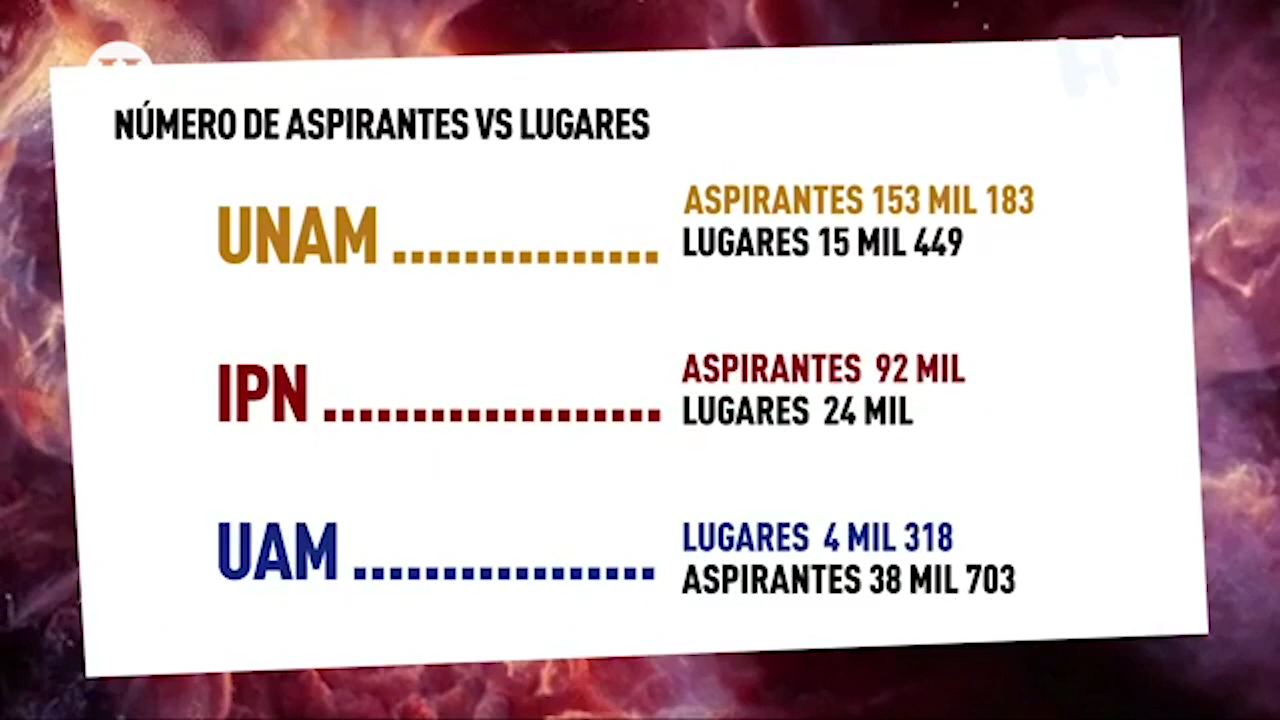 NÚMERO DE ASPIRANTES VS LUGARES
UNAM ..................
ASPIRANTES 153 MIL 183
LUGARES 15 MIL 449
IPN .......................
ASPIRANTES 92 MIL
LUGARES 24 MIL
UAM ....................
LUGARES 4 MIL 318
ASPIRANTES 38 MIL 703